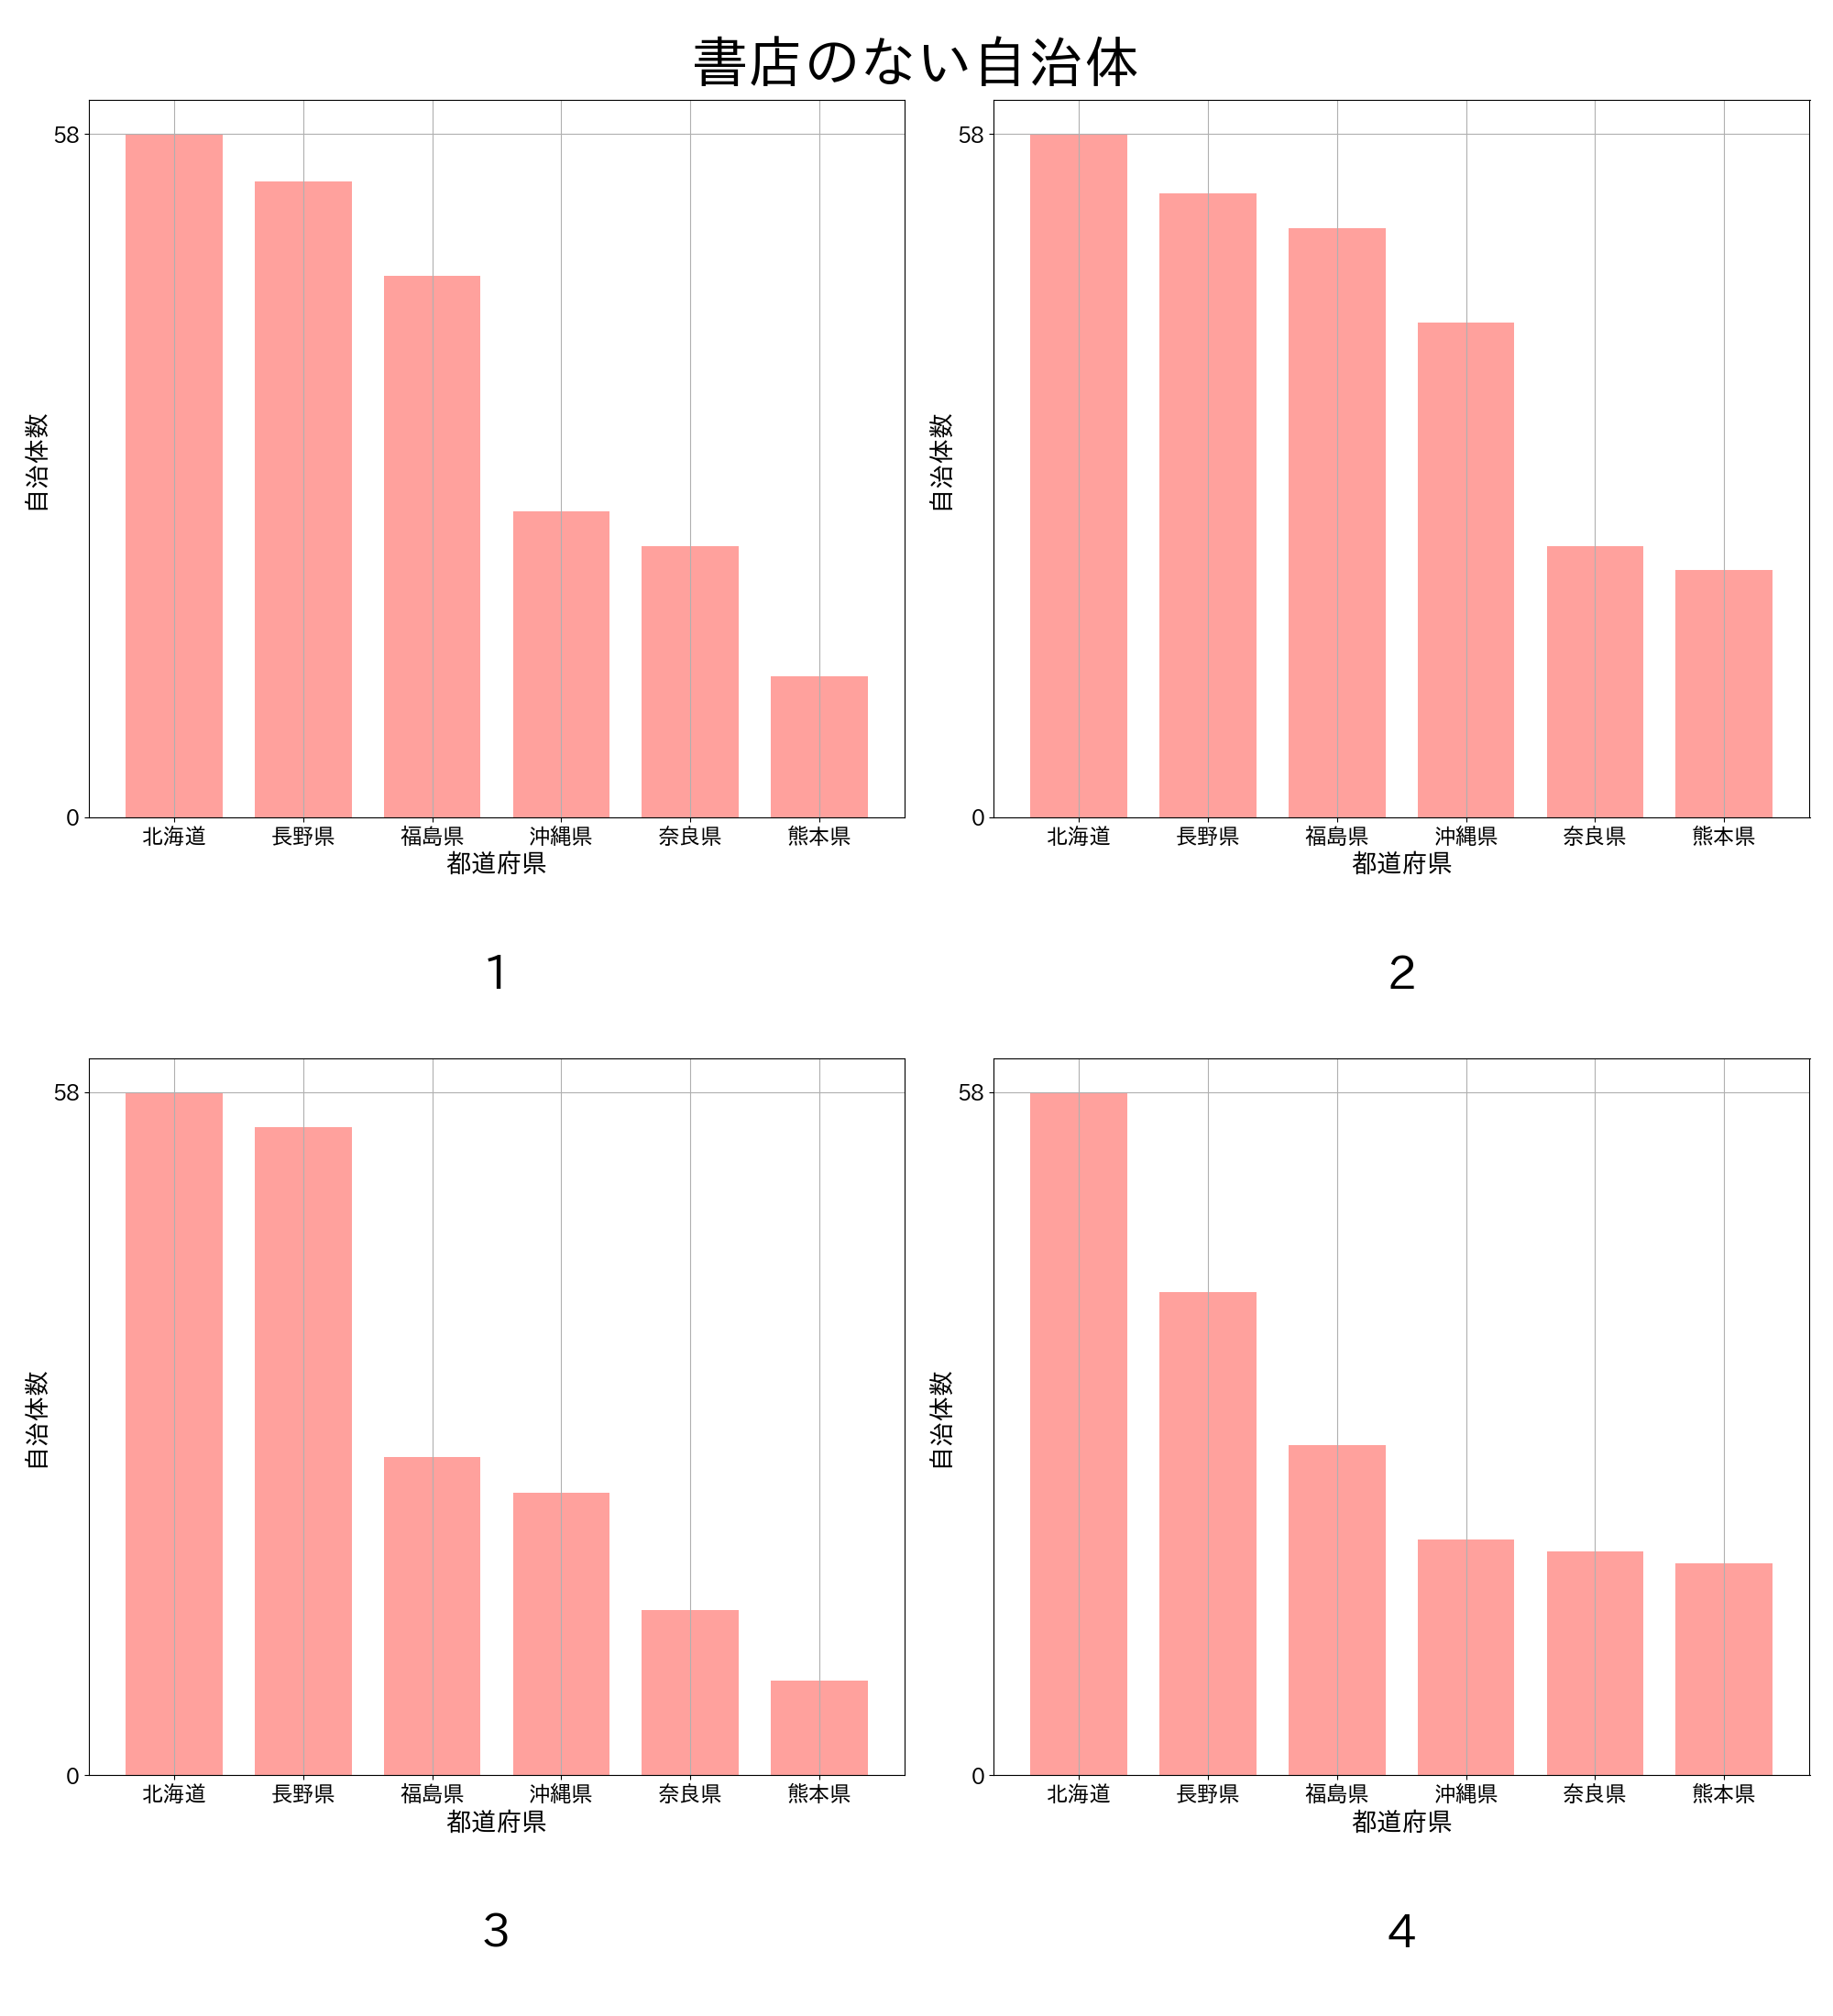 書店のない自治体
58
0
自治体数
北海道 長野県 福島県 沖縄県 奈良県 熊本県
都道府県
1
58
0
自治体数
北海道 長野県 福島県 沖縄県 奈良県 熊本県
都道府県
2
58
0
自治体数
北海道 長野県 福島県 沖縄県 奈良県 熊本県
都道府県
3
58
0
自治体数
北海道 長野県 福島県 沖縄県 奈良県 熊本県
都道府県
4